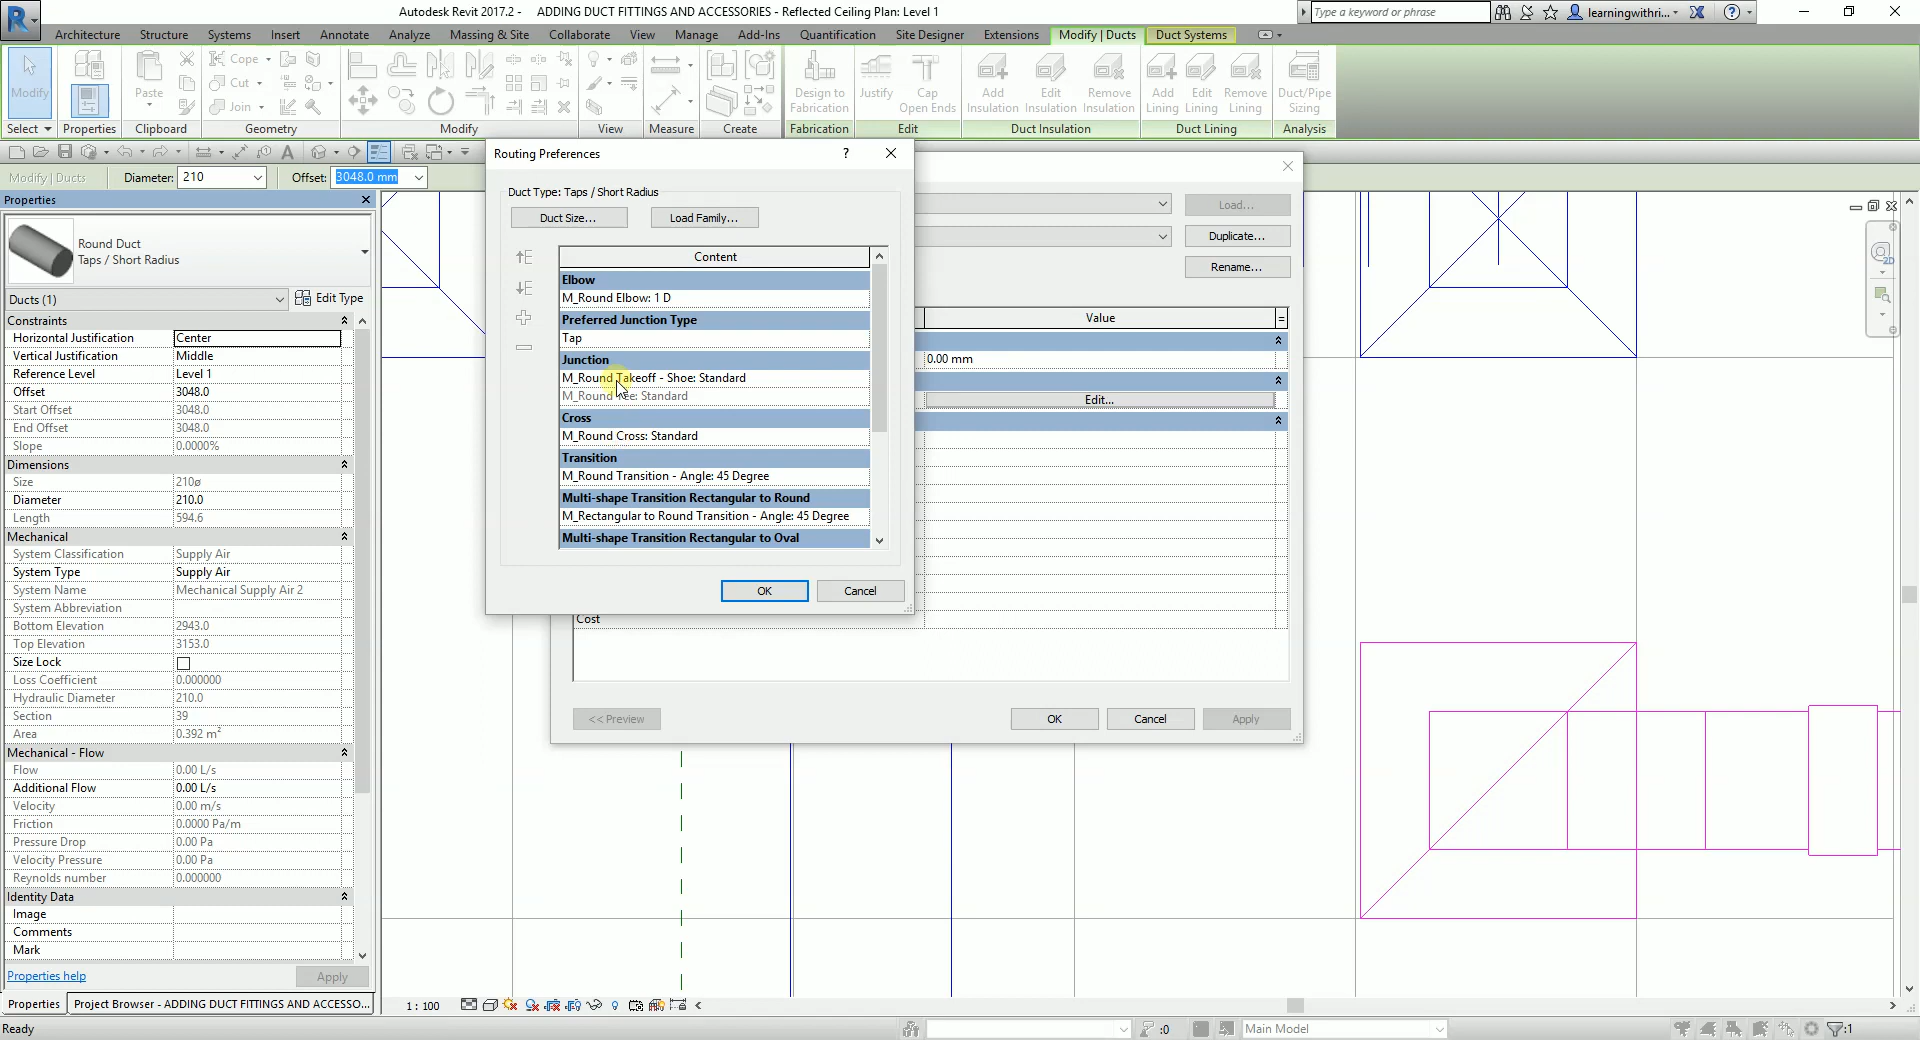 Autodesk Revit 2017.2 - ADDING DUCT FITTINGS AND ACCESSORIES - Reflected Ceiling Plan: Level 1
Type a keyword or phrase
learningwithri...
Architecture Structure Systems Insert Annotate Analyze Massing & Site Collaborate View Manage Add-Ins Quantification Site Designer Extensions Modify | Ducts Duct Systems
Modify
Paste
Cope
Cut
Join
Design to Fabrication
Justify
Cap Open Ends
Add Insulation
Edit Insulation
Remove Insulation
Add Lining
Edit Lining
Remove Lining
Duct/Pipe Sizing
Select Properties Clipboard Geometry Modify View Measure Create Fabrication Edit Duct Insulation Duct Lining Analysis
Modify | Ducts
Diameter: 210
Offset: 3048.0 mm
Properties
Round Duct
Taps / Short Radius
Ducts (1)
Edit Type
Constraints
Horizontal Justification Center
Vertical Justification Middle
Reference Level Level 1
Offset 3048.0
Start Offset 3048.0
End Offset 3048.0
Slope 0.0000%
Dimensions
Size 210ø
Diameter 210.0
Length 594.6
Mechanical
System Classification Supply Air
System Type Supply Air
System Name Mechanical Supply Air 2
System Abbreviation
Bottom Elevation 2943.0
Top Elevation 3153.0
Size Lock
Loss Coefficient 0.000000
Hydraulic Diameter 210.0
Section 39
Area 0.392 m²
Mechanical - Flow
Flow 0.00 L/s
Additional Flow 0.00 L/s
Velocity 0.00 m/s
Friction 0.0000 Pa/m
Pressure Drop 0.00 Pa
Velocity Pressure 0.00 Pa
Reynolds number 0.000000
Identity Data
Image
Comments
Mark
Properties help
Apply
Properties
Project Browser - ADDING DUCT FITTINGS AND ACCESSO...
Routing Preferences
?
Duct Type: Taps / Short Radius
Duct Size...
Load Family...
Content
Elbow
M_Round Elbow: 1 D
Preferred Junction Type
Tap
Junction
M_Round Takeoff - Shoe: Standard
M_Round Tee: Standard
Cross
M_Round Cross: Standard
Transition
M_Round Transition - Angle: 45 Degree
Multi-shape Transition Rectangular to Round
M_Rectangular to Round Transition - Angle: 45 Degree
Multi-shape Transition Rectangular to Oval
OK
Cancel
Load...
Duplicate...
Rename...
Value
=
0.00 mm
Edit...
Cost
<< Preview
OK
Cancel
Apply
1 : 100
Ready
:0
Main Model
:1
2D